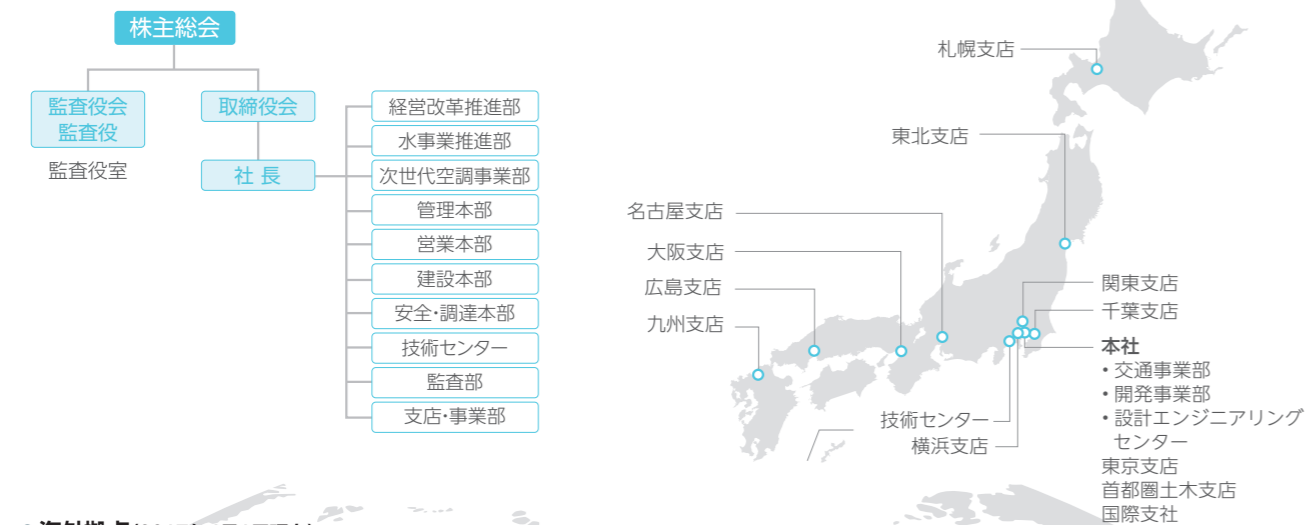 株主総会
監査役会
監査役
監査役室
取締役会
社 長
経営改革推進部
水事業推進部
次世代空調事業部
管理本部
営業本部
建設本部
安全・調達本部
技術センター
監査部
支店・事業部
札幌支店
東北支店
名古屋支店
大阪支店
広島支店
九州支店
関東支店
千葉支店
本社
・交通事業部
・開発事業部
・設計エンジニアリング
センター
東京支店
首都圏土木支店
国際支社
技術センター
横浜支店
海外拠点